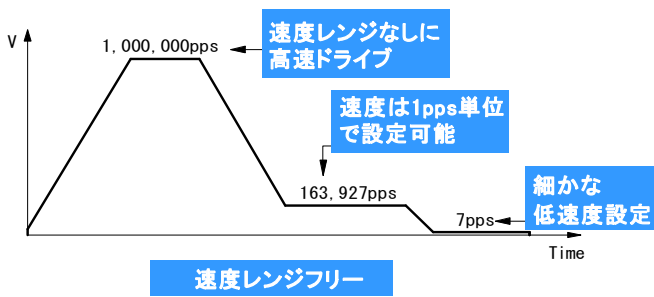 V
1,000,000pps
速度レンジなしに
高速ドライブ
速度は1pps単位
で設定可能
163,927pps
細かな
低速度設定
7pps
Time
速度レンジフリー